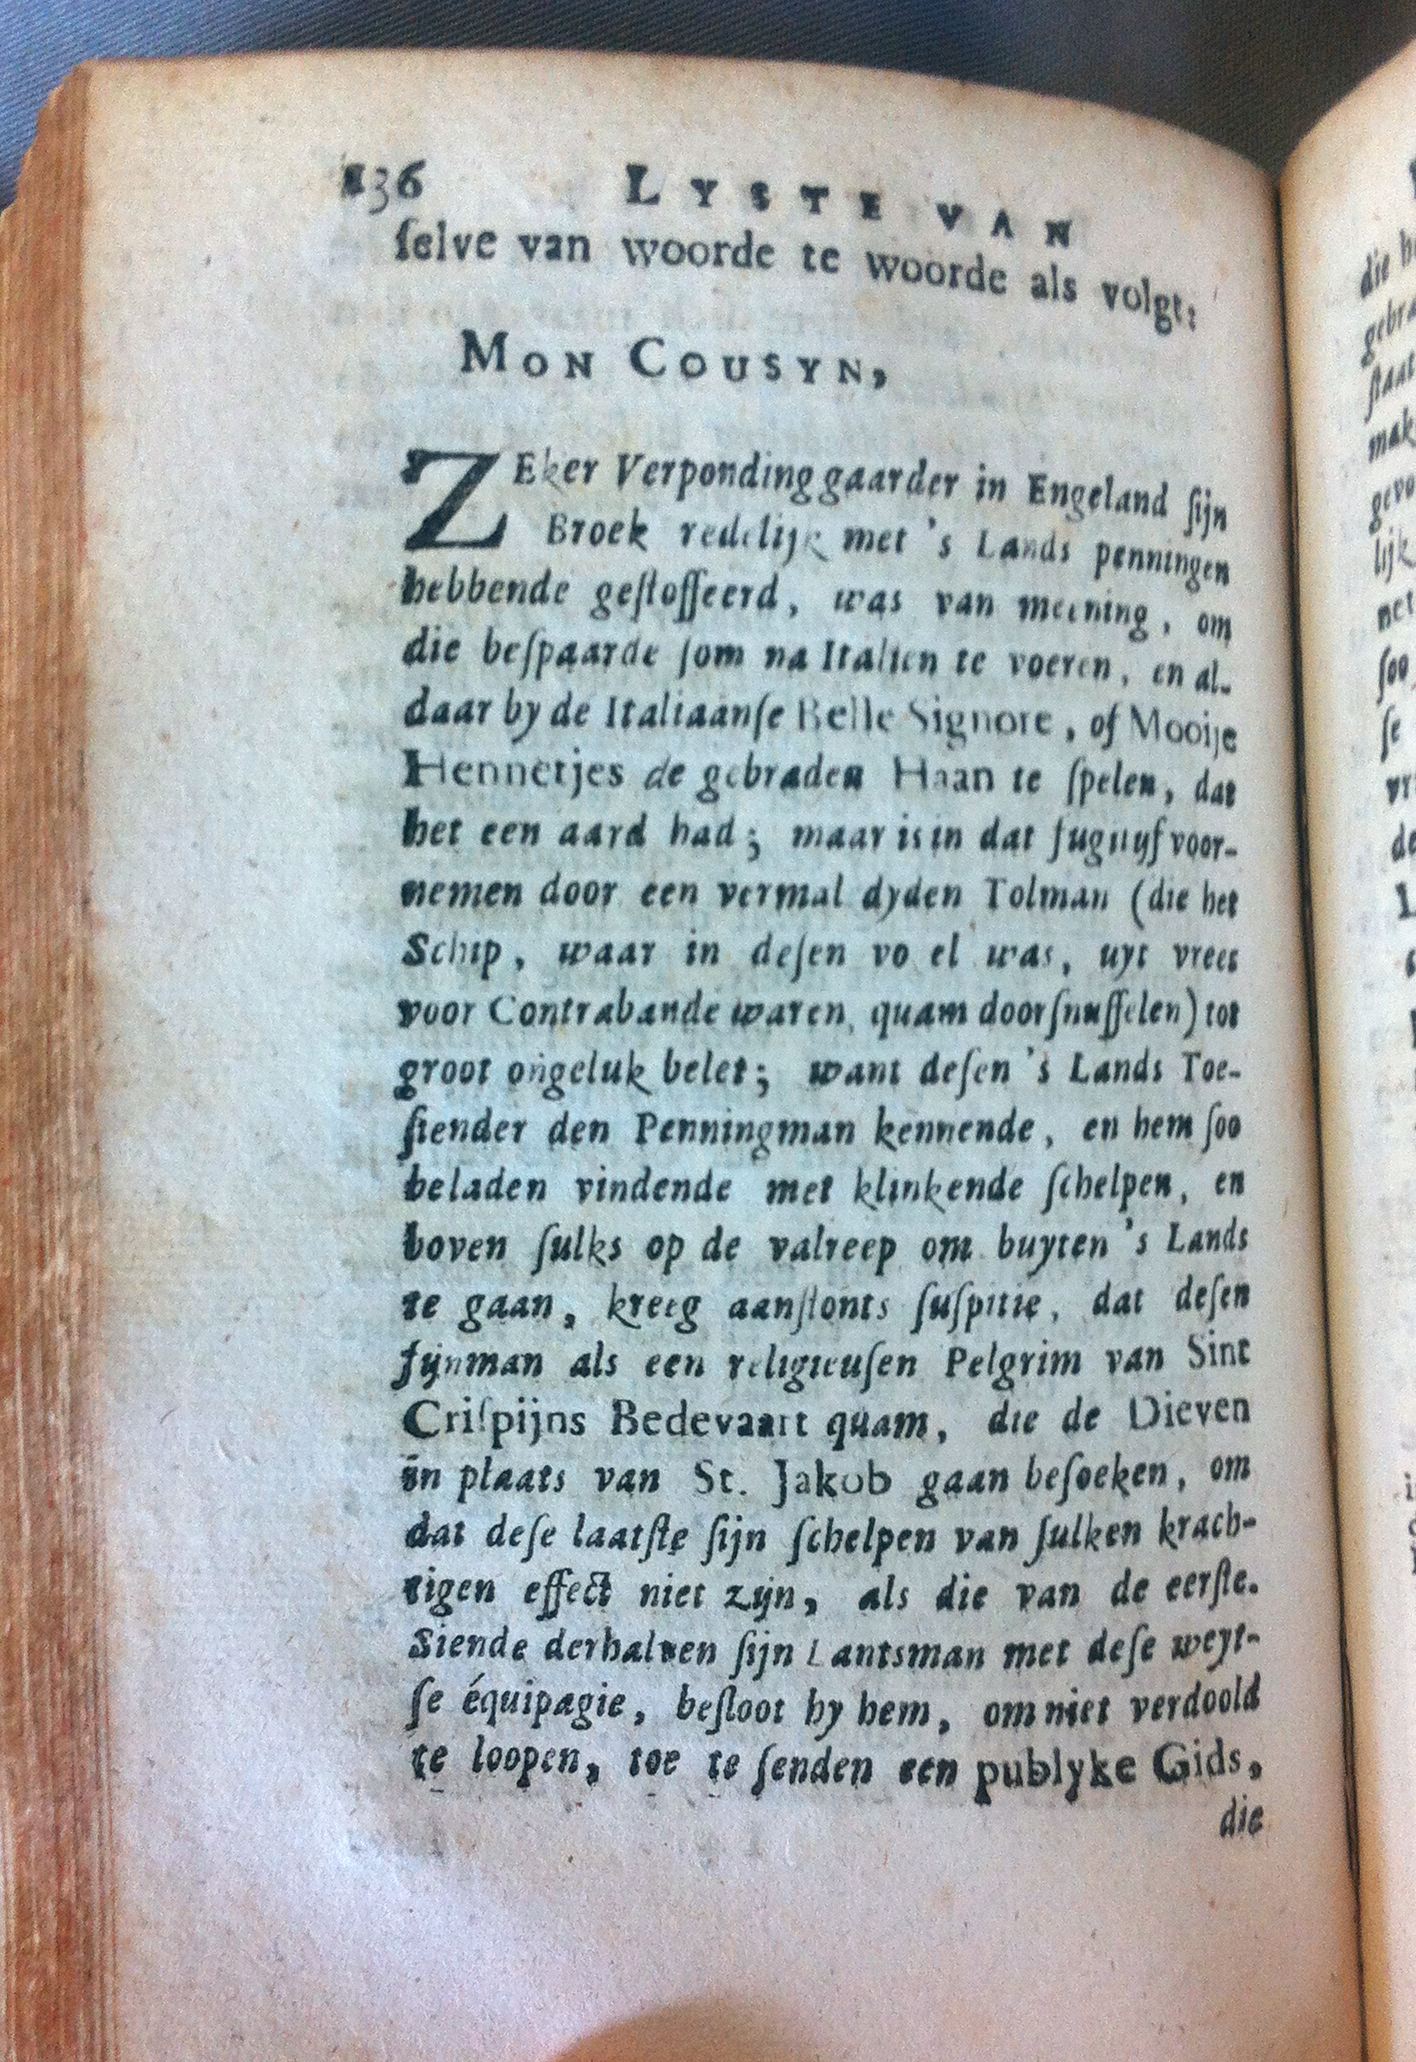 136 LYSTE VAN
ſelve van woorde te woorde als volgt:
MON COUSYN,
ZEker Verponding gaarder in Engeland ſijn
Broek redelijk met 's Lands penningen
hebbende geſtoffeerd, was van meening, om
die beſpaarde ſom na Italien te voeren, en al-
daar by de Italiaanſe Belle Signore, of Mooije
Hennetjes de gebraden Haan te ſpelen, dat
het een aard had; maar is in dat ſugtijf voor-
nemen door een vermal dyden Tolman (die het
Schip, waar in deſen vo el was, uyt vrees
voor Contrabande waren, quam doorſnuffelen) tot
groot ongeluk belet; want deſen 's Lands Toe-
ſiender den Penningman kennende, en hem ſoo
beladen vindende met klinkende ſchelpen, en
boven ſulks op de valreep om buyten 's Lands
te gaan, kreeg aanſtonts ſuſpitie, dat deſen
ſijnman als een religieuſen Pelgrim van Sint
Criſpijns Bedevaart quam, die de Dieven
in plaats van St. Jakob gaan beſoeken, om
dat deſe laatſte ſijn ſchelpen van ſulken krach-
tigen effect niet zijn, als die van de eerſte.
Siende derhalven ſijn Lantsman met deſe weyt-
ſe équipagie, beſloot hy hem, om niet verdoold
te loopen, toe te ſenden een publyke Gids,
die